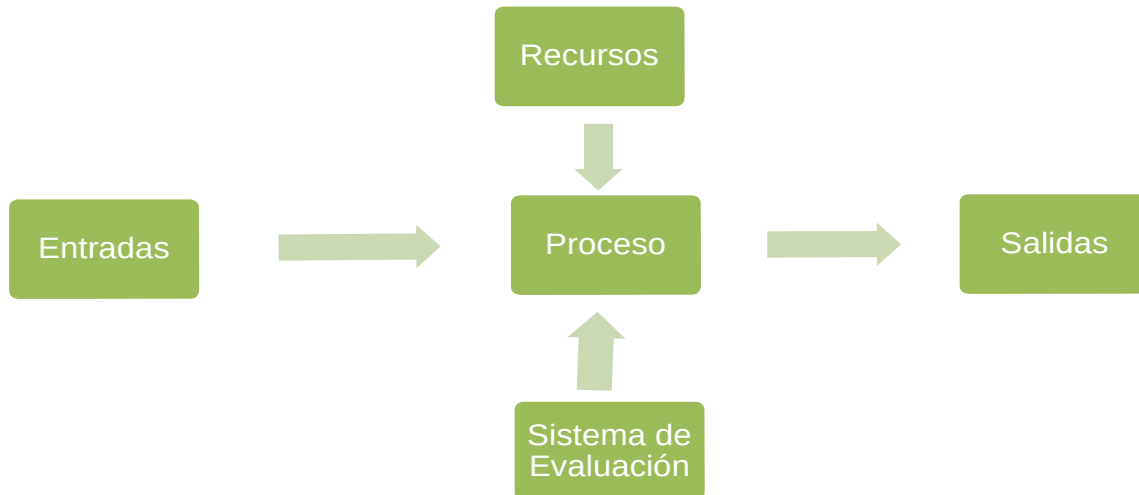 Recursos
Entradas
Proceso
Salidas
Sistema de
Evaluación